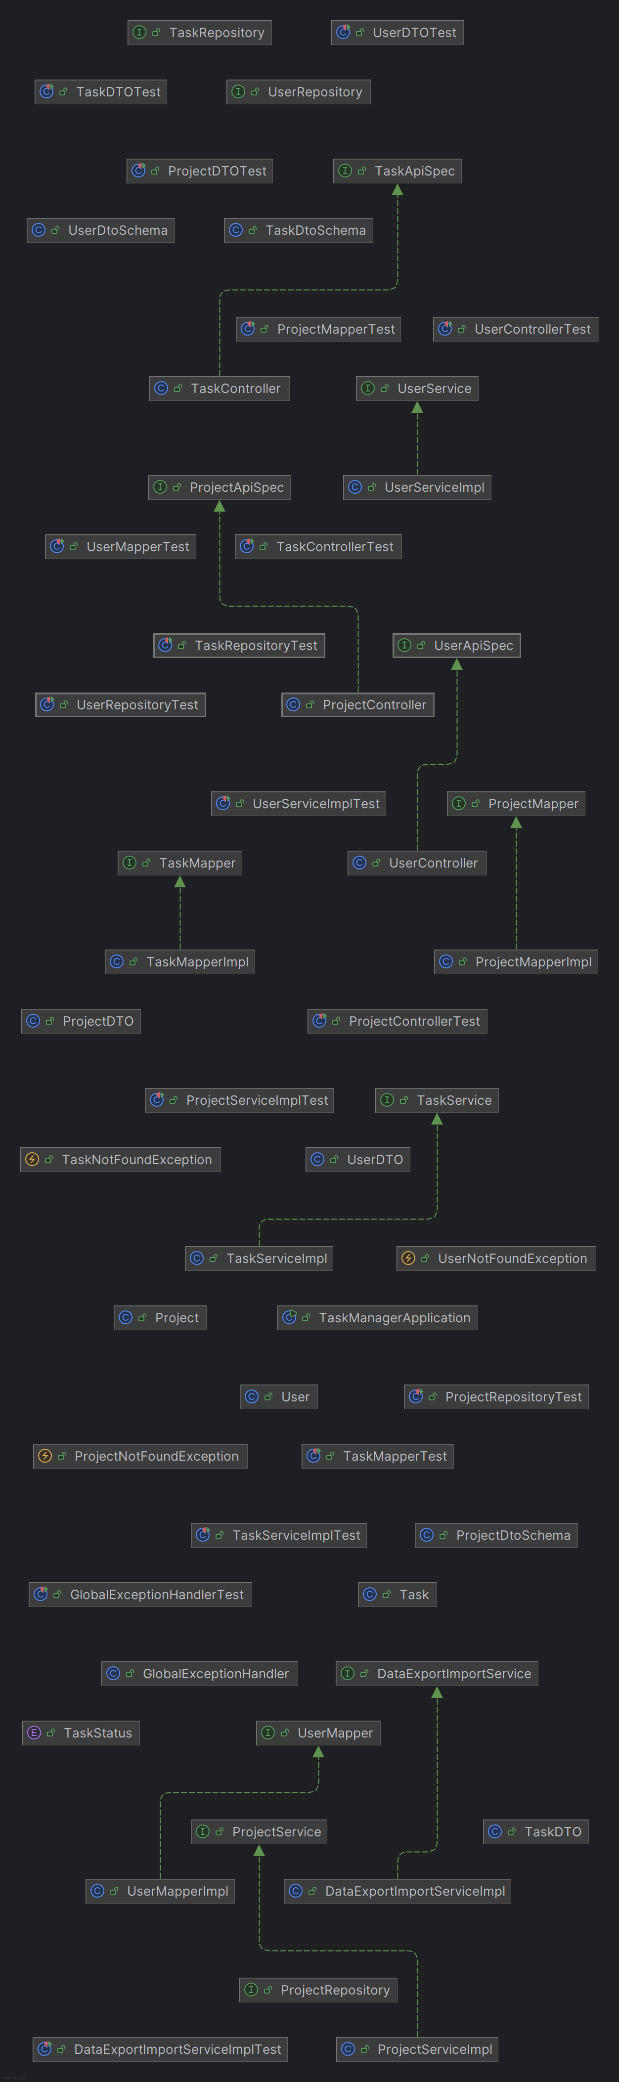 TaskRepository
UserDTOTest
TaskDTOTest
UserRepository
ProjectDTOTest
TaskApiSpec
UserDtoSchema
TaskDtoSchema
ProjectMapperTest
UserControllerTest
TaskController
UserService
ProjectApiSpec
UserServiceImpl
UserMapperTest
TaskControllerTest
TaskRepositoryTest
UserApiSpec
UserRepositoryTest
ProjectController
UserServiceImplTest
ProjectMapper
TaskMapper
UserController
TaskMapperImpl
ProjectMapperImpl
ProjectDTO
ProjectControllerTest
ProjectServiceImplTest
TaskService
TaskNotFoundException
UserDTO
TaskServiceImpl
UserNotFoundException
Project
TaskManagerApplication
User
ProjectRepositoryTest
ProjectNotFoundException
TaskMapperTest
TaskServiceImplTest
ProjectDtoSchema
GlobalExceptionHandlerTest
Task
GlobalExceptionHandler
DataExportImportService
TaskStatus
UserMapper
ProjectService
TaskDTO
UserMapperImpl
DataExportImportServiceImpl
ProjectRepository
DataExportImportServiceImplTest
ProjectServiceImpl